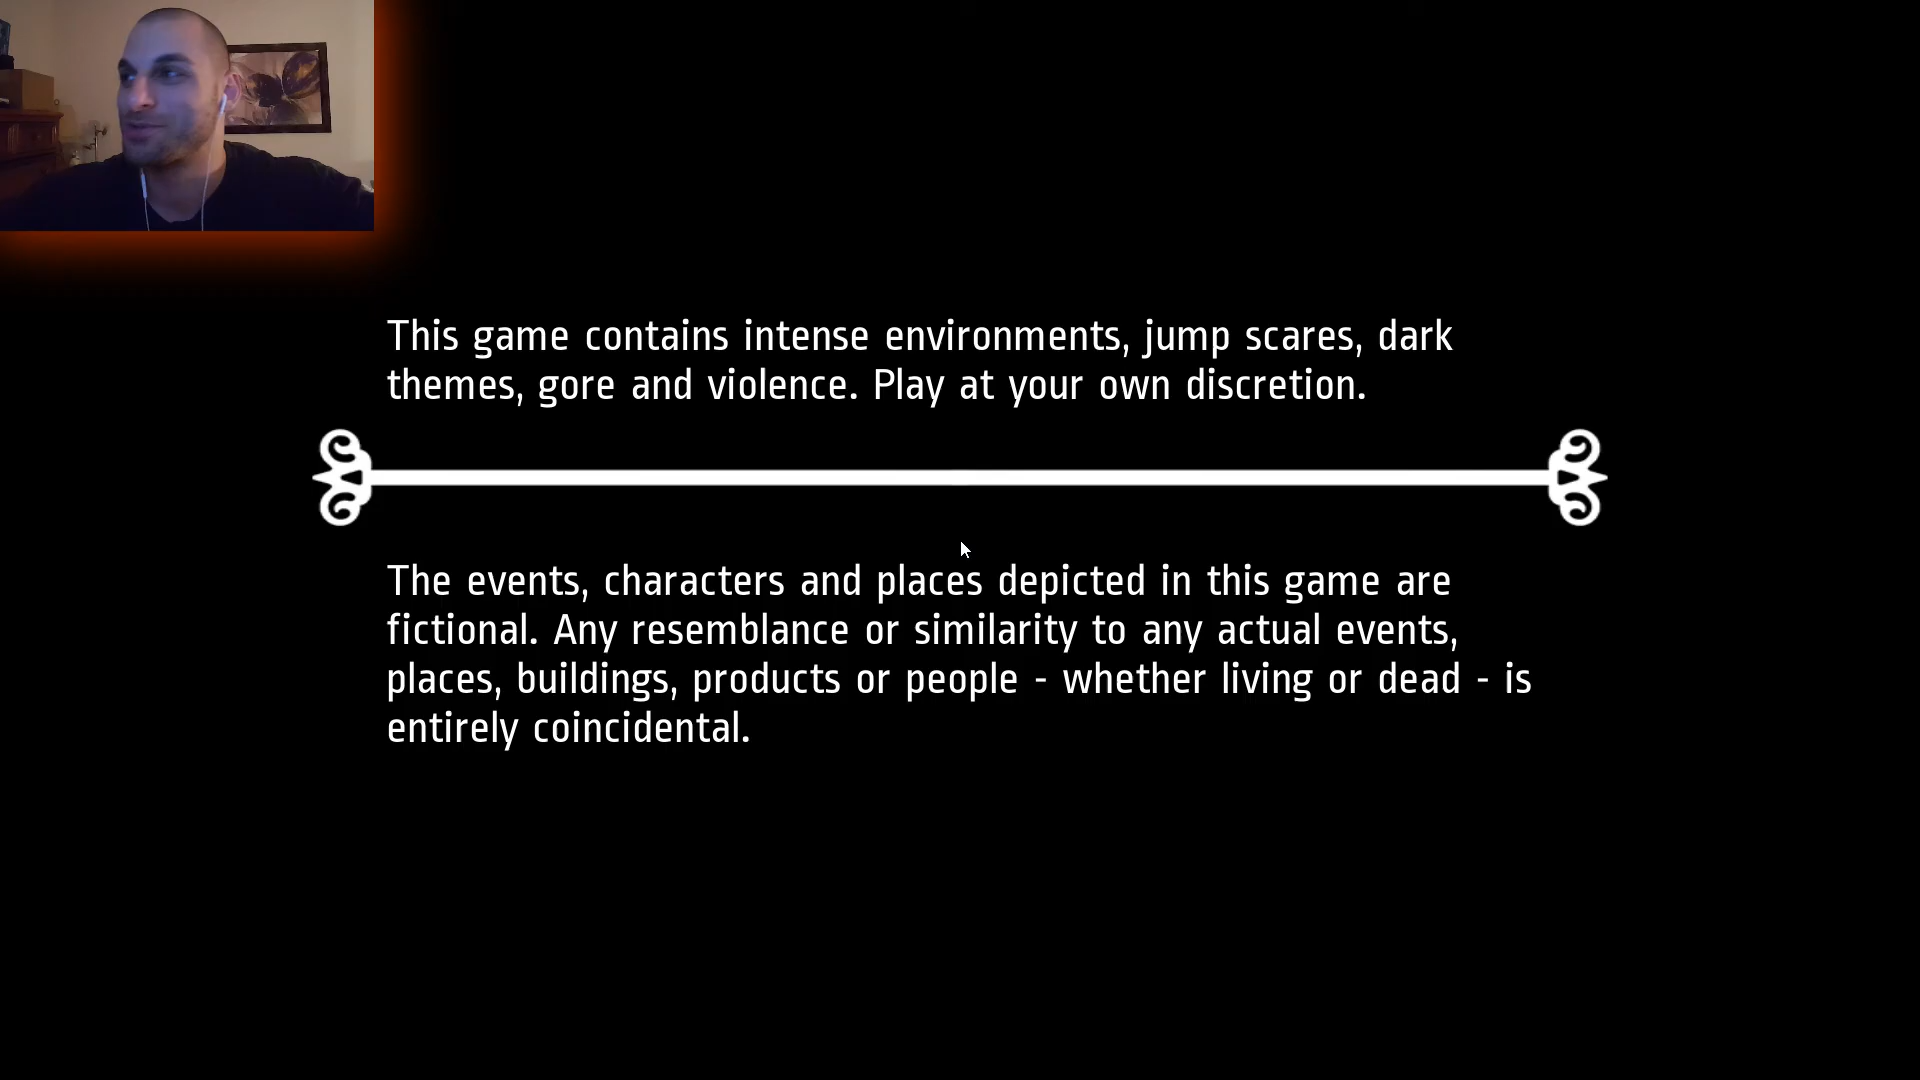 This game contains intense environments, jump scares, dark
themes, gore and violence. Play at your own discretion.
The events, characters and places depicted in this game are
fictional. Any resemblance or similarity to any actual events,
places, buildings, products or people - whether living or dead - is
entirely coincidental.